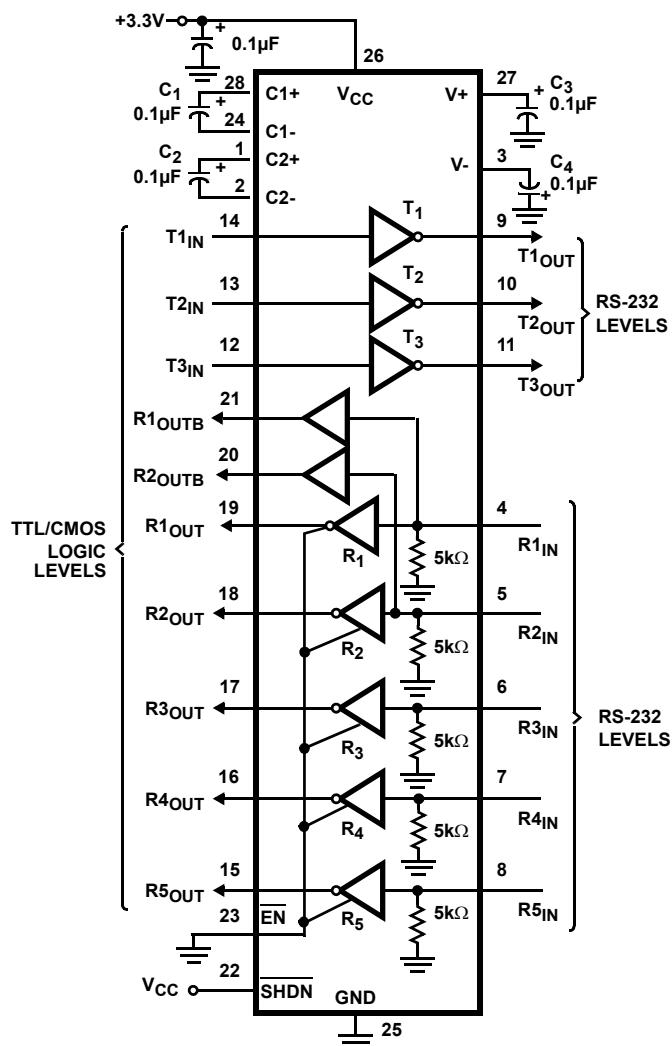 +3.3V
0.1µF
26
28
C1
0.1µF
24
C1+
C1-
VCC
V+
27
C3
0.1µF
1
C2
0.1µF
2
C2+
C2-
V-
3
C4
0.1µF
T1IN
14
T1
9
T1OUT
T2IN
13
T2
10
T2OUT
T3IN
12
T3
11
T3OUT
RS-232
LEVELS
R1OUTB
21
R2OUTB
20
TTL/CMOS
LOGIC
LEVELS
R1OUT
19
R1
5kΩ
4
R1IN
R2OUT
18
R2
5kΩ
5
R2IN
R3OUT
17
R3
5kΩ
6
R3IN
R4OUT
16
R4
5kΩ
7
R4IN
R5OUT
15
R5
5kΩ
8
R5IN
RS-232
LEVELS
23
EN
22
VCC
SHDN
GND
25